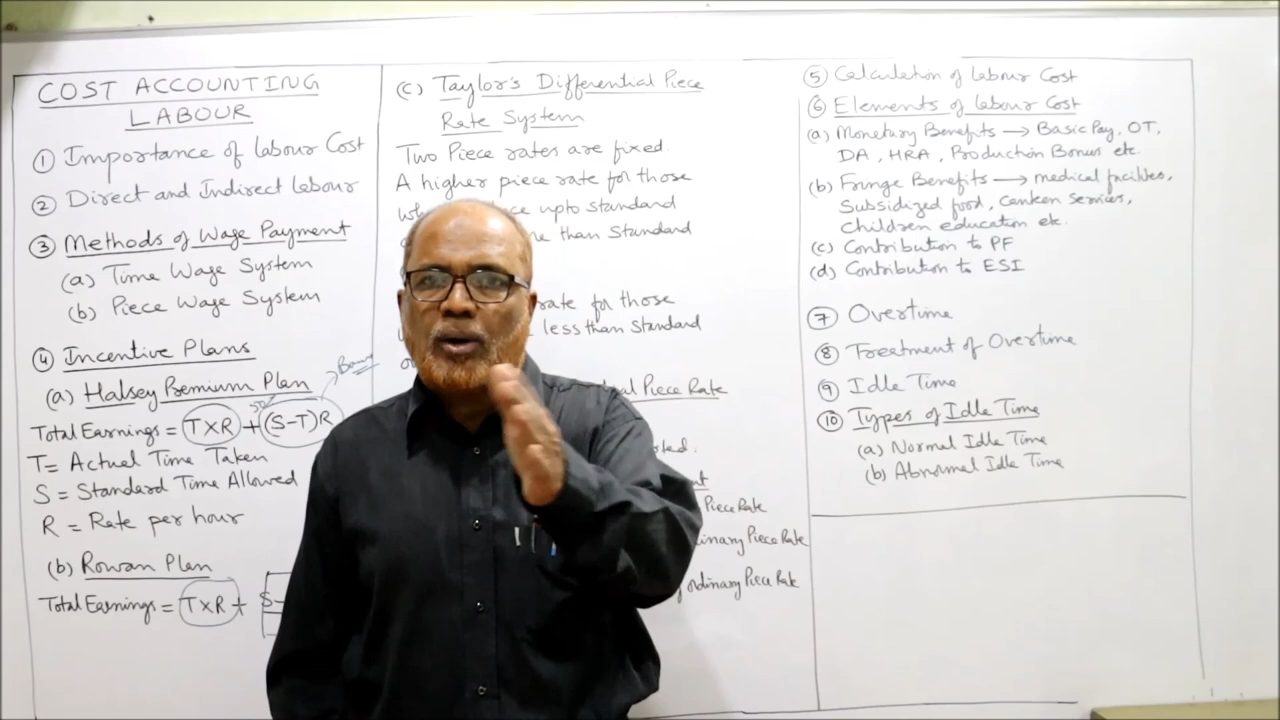 COST ACCOUNTING
LABOUR
① Importance of Labour Cost
② Direct and Indirect Labour
③ Methods of Wage Payment
(a) Time Wage System
(b) Piece Wage System
④ Incentive Plans
(a) Halsey Premium Plan
Total Earnings = TXR + 50% (S-T)R
Bonus
T= Actual Time Taken
S = Standard Time Allowed
R = Rate per hour
(b) Rowan Plan
Total Earnings = TXR + S-
(c) Taylor's Differential Piece
Rate System
Two Piece rates are fixed.
A higher piece rate for those
upto standard
than Standard
rate for those
less than Standard
Piece Rate
Piece Rate
Piece Rate
ordinary Piece Rate
⑤ Calculation of Labour Cost
⑥ Elements of Labour Cost
(a) Monetary Benefits → Basic Pay, OT,
DA, HRA, Production Bonus etc.
(b) Fringe Benefits → medical facilites,
Subsidized food, Canteen Services,
children education etc.
(c) Contribution to PF
(d) Contribution to ESI
⑦ Overtime
⑧ Treatment of Overtime
⑨ Idle Time
⑩ Types of Idle Time
(a) Normal Idle Time
(b) Abnormal Idle Time